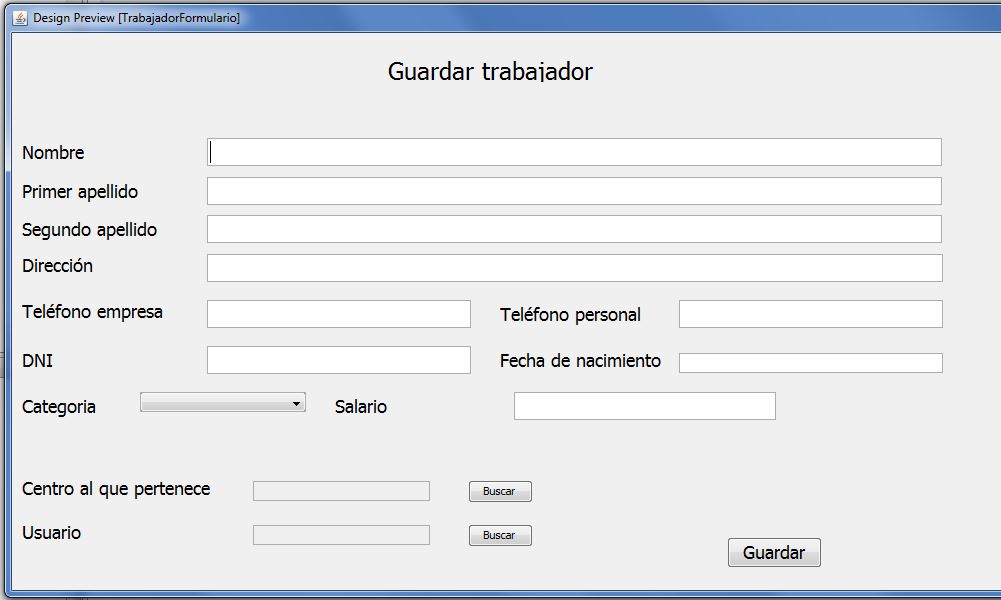 Design Preview [TrabajadorFormulario]
Guardar trabajador
Nombre
Primer apellido
Segundo apellido
Dirección
Teléfono empresa
Teléfono personal
DNI
Fecha de nacimiento
Categoria
Salario
Centro al que pertenece
Buscar
Usuario
Buscar
Guardar